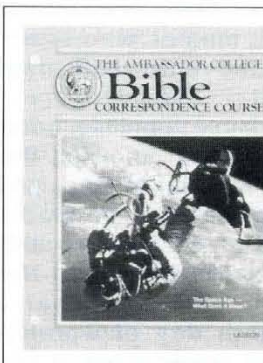 THE AMBASSADOR COLLEGE
Bible
CORRESPONDENCE COURSE
The Space Age —
What Does it Mean?